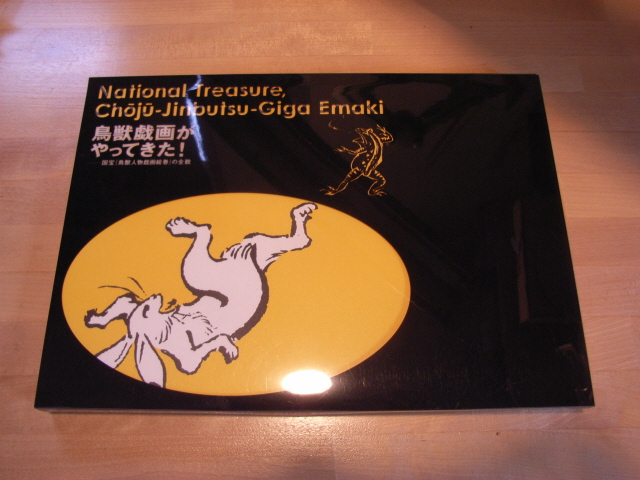 National Treasure,
Chōjū-Jinbutsu-Giga Emaki
鳥獣戯画が
やってきた!
国宝『鳥獣人物戯画絵巻』の全貌